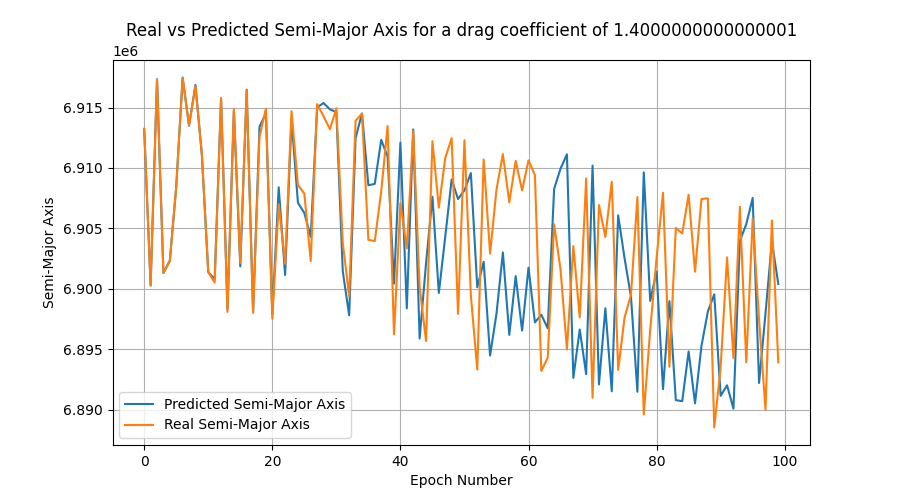 Real vs Predicted Semi-Major Axis for a drag coefficient of 1.4000000000000001
1e6
6.915
6.910
6.905
6.900
6.895
6.890
Semi-Major Axis
Predicted Semi-Major Axis
Real Semi-Major Axis
0 20 40 60 80 100
Epoch Number